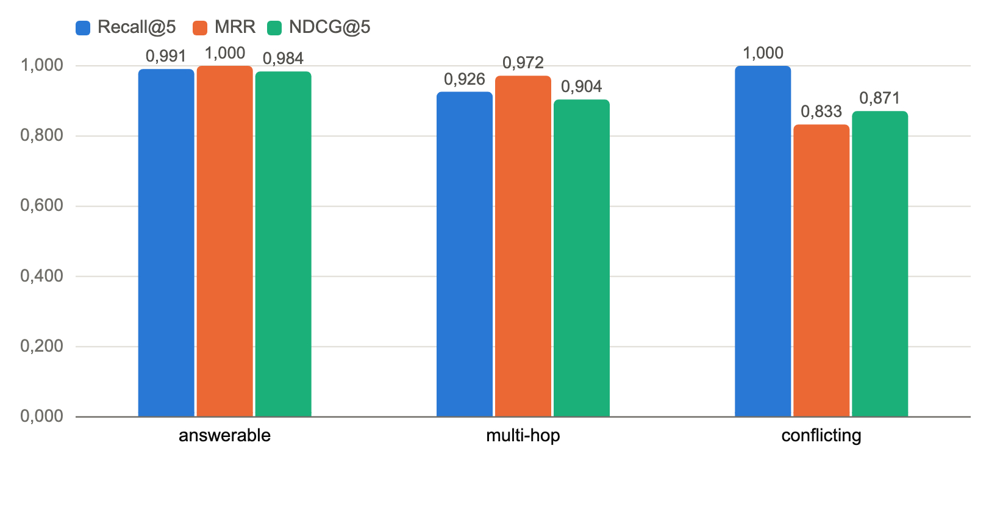 Recall@5 MRR NDCG@5
0,991 1,000 0,984 0,926 0,972 0,904 1,000 0,833 0,871
1,000
0,800
0,600
0,400
0,200
0,000
answerable multi-hop conflicting